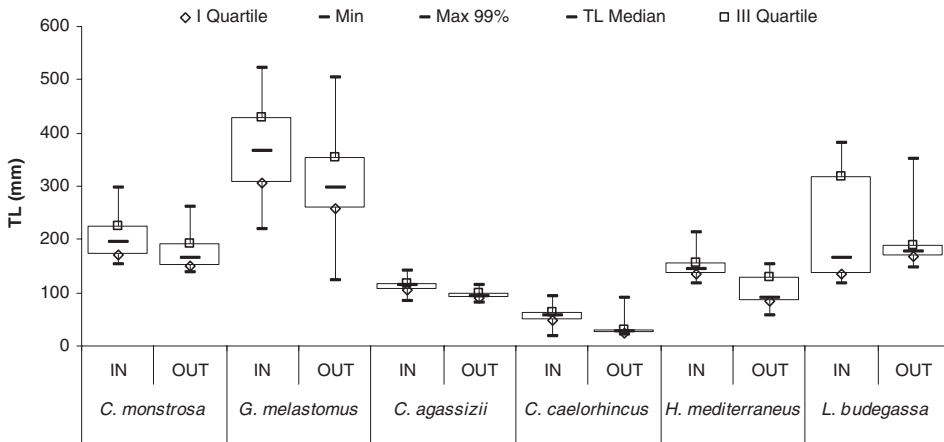 I Quartile Min Max 99% TL Median III Quartile
600
500
400
300
200
100
0
TL (mm)
IN OUT IN OUT IN OUT IN OUT IN OUT IN OUT
C. monstrosa G. melastomus C. agassizii C. caelorhincus H. mediterraneus L. budegassa